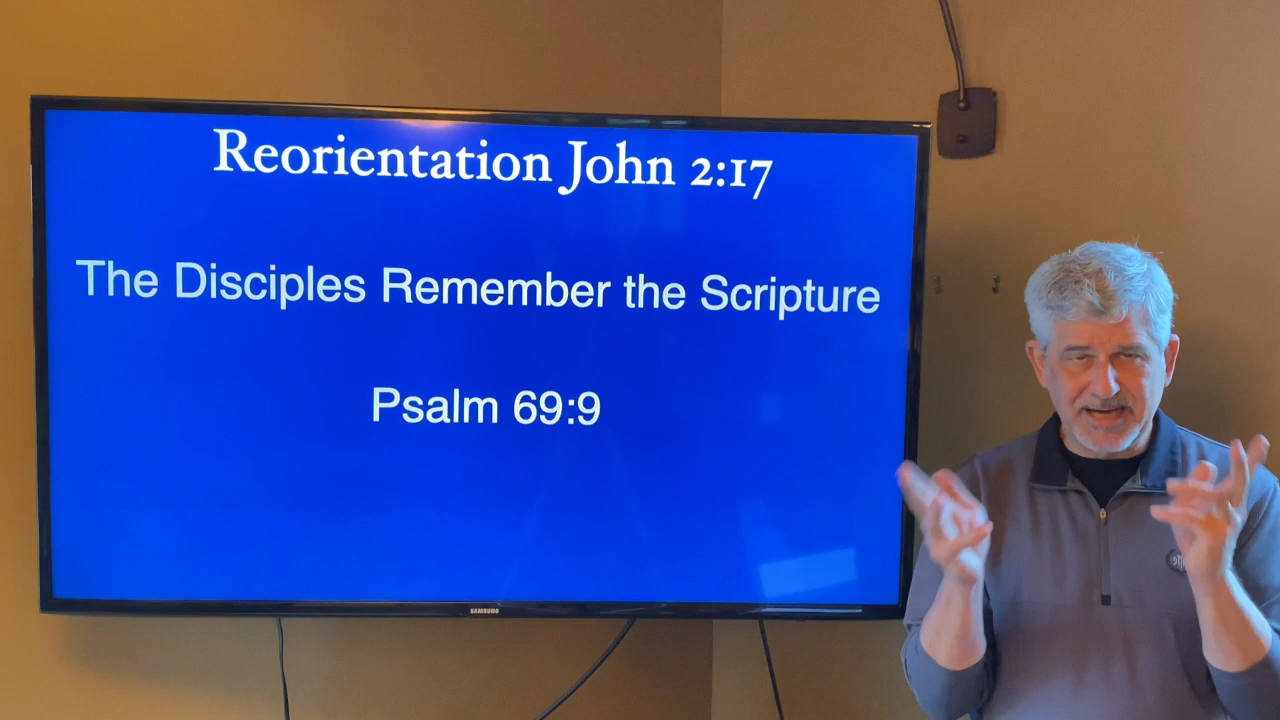 Reorientation John 2:17
The Disciples Remember the Scripture
Psalm 69:9
SAMSUNG